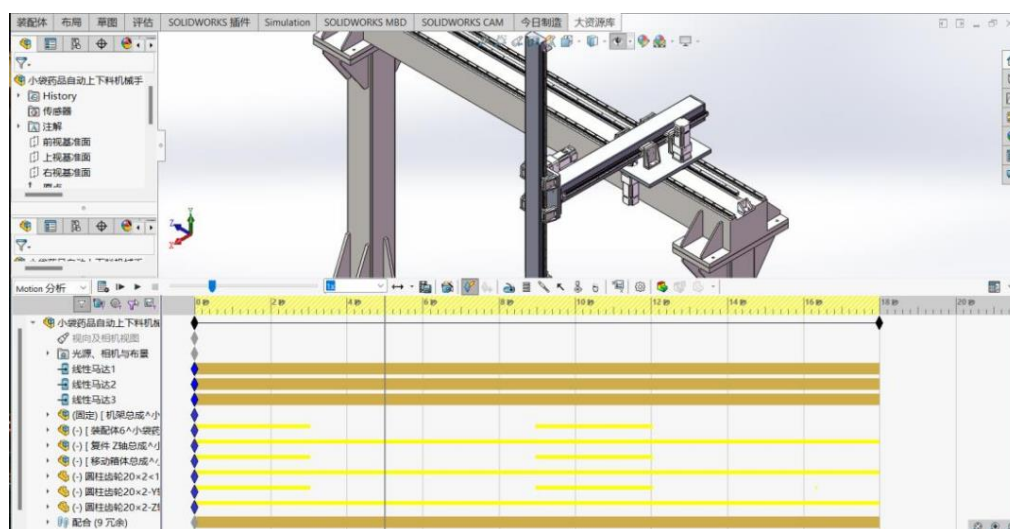 装配体 布局 草图 评估 SOLIDWORKS 插件 Simulation SOLIDWORKS MBD SOLIDWORKS CAM 今日制造 大资源库
小袋药品自动上下料机械手
History
传感器
注解
前视基准面
上视基准面
右视基准面
Motion 分析
1x
0 秒 2 秒 4 秒 6 秒 8 秒 10 秒 12 秒 14 秒 16 秒 18 秒 20 秒
小袋药品自动上下料机械
视向及相机视图
光源、相机与布景
线性马达1
线性马达2
线性马达3
(固定) [ 机架总成^小
(-) [ 装配体6^小袋药
(-) [ 复件 Z轴总成^小
(-) [ 移动箱体总成^小
(-) 圆柱齿轮20×2<1
(-) 圆柱齿轮20×2-Y
(-) 圆柱齿轮20×2-Z
配合 (9 冗余)